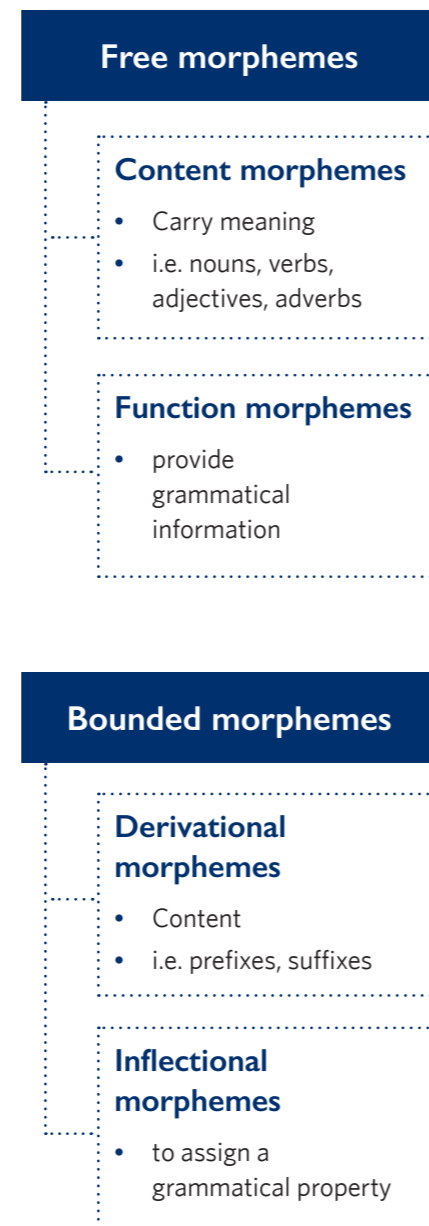 Free morphemes
Content morphemes
• Carry meaning
• i.e. nouns, verbs,
adjectives, adverbs
Function morphemes
• provide
grammatical
information
Bounded morphemes
Derivational
morphemes
• Content
• i.e. prefixes, suffixes
Inflectional
morphemes
• to assign a
grammatical property